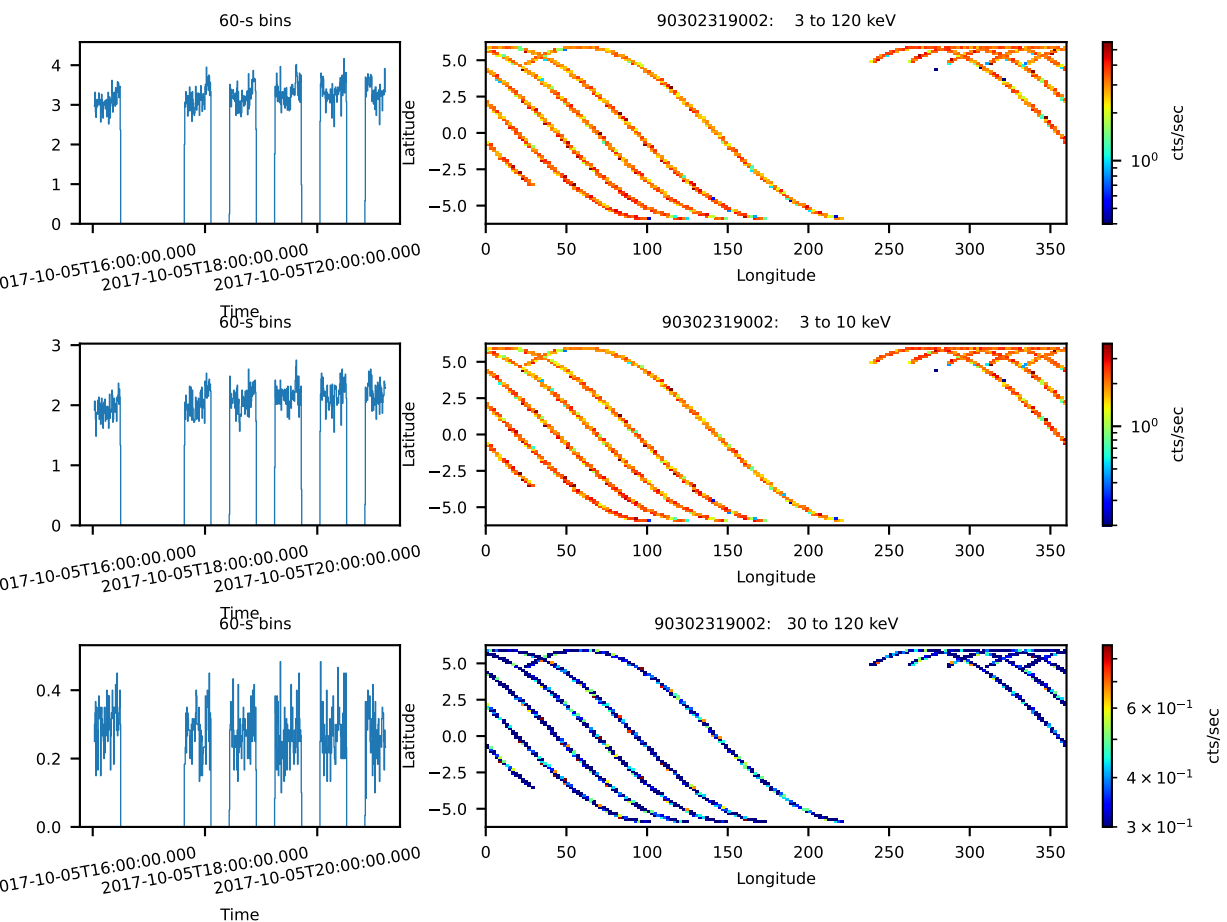 60-s bins
90302319002:    3 to 120 keV
4
3
2
1
0
017-10-05T16:00:00.000
2017-10-05T18:00:00.000
2017-10-05T20:00:00.000
Time
Latitude
5.0
2.5
0.0
−2.5
−5.0
0 50 100 150 200 250 300 350
Longitude
10⁰
cts/sec
60-s bins
90302319002:    3 to 10 keV
3
2
1
0
017-10-05T16:00:00.000
2017-10-05T18:00:00.000
2017-10-05T20:00:00.000
Time
Latitude
5.0
2.5
0.0
−2.5
−5.0
0 50 100 150 200 250 300 350
Longitude
10⁰
cts/sec
60-s bins
90302319002:   30 to 120 keV
0.4
0.2
0.0
017-10-05T16:00:00.000
2017-10-05T18:00:00.000
2017-10-05T20:00:00.000
Time
Latitude
5.0
2.5
0.0
−2.5
−5.0
0 50 100 150 200 250 300 350
Longitude
6 × 10⁻¹
4 × 10⁻¹
3 × 10⁻¹
cts/sec